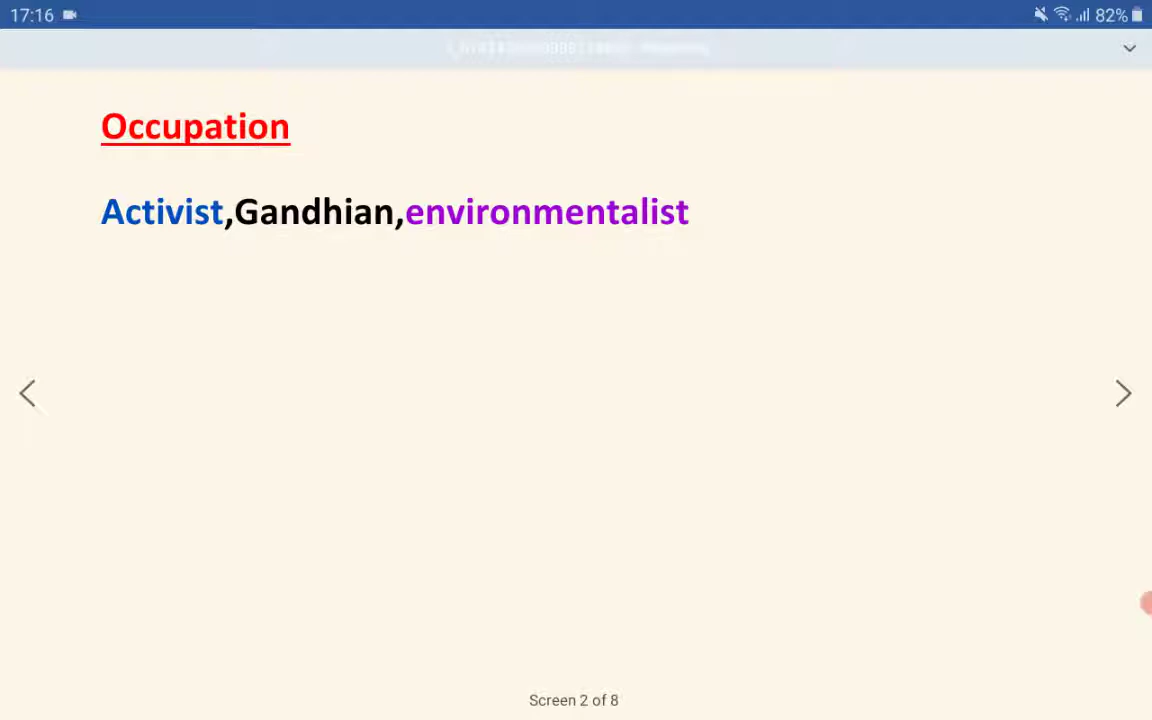 17:16
82%
Occupation
Activist,Gandhian,environmentalist
Screen 2 of 8